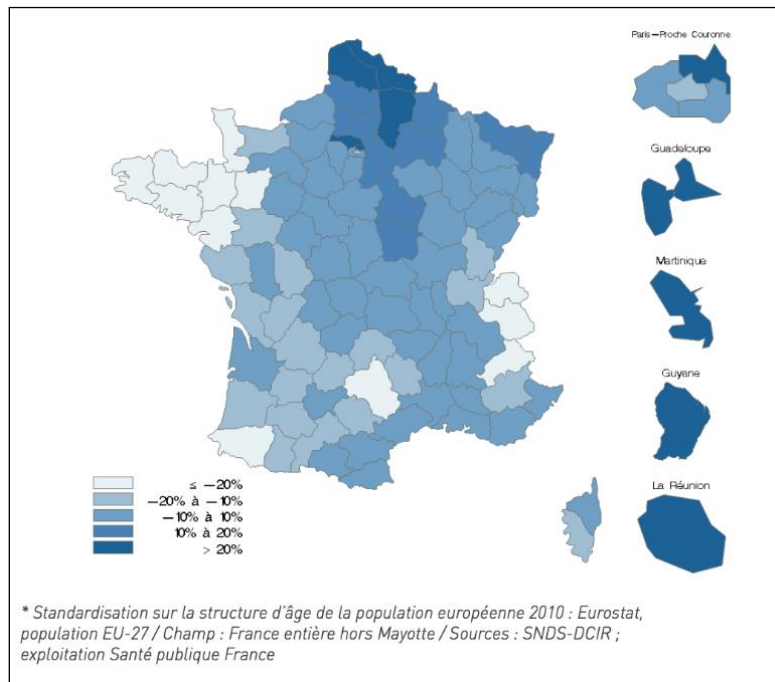 Paris-Proche Couronne
Guadeloupe
Martinique
Guyane
La Réunion
≤ -20%
-20% à -10%
-10% à 10%
10% à 20%
> 20%
* Standardisation sur la structure d'âge de la population européenne 2010 : Eurostat,
population EU-27 / Champ : France entière hors Mayotte / Sources : SNDS-DCIR ;
exploitation Santé publique France